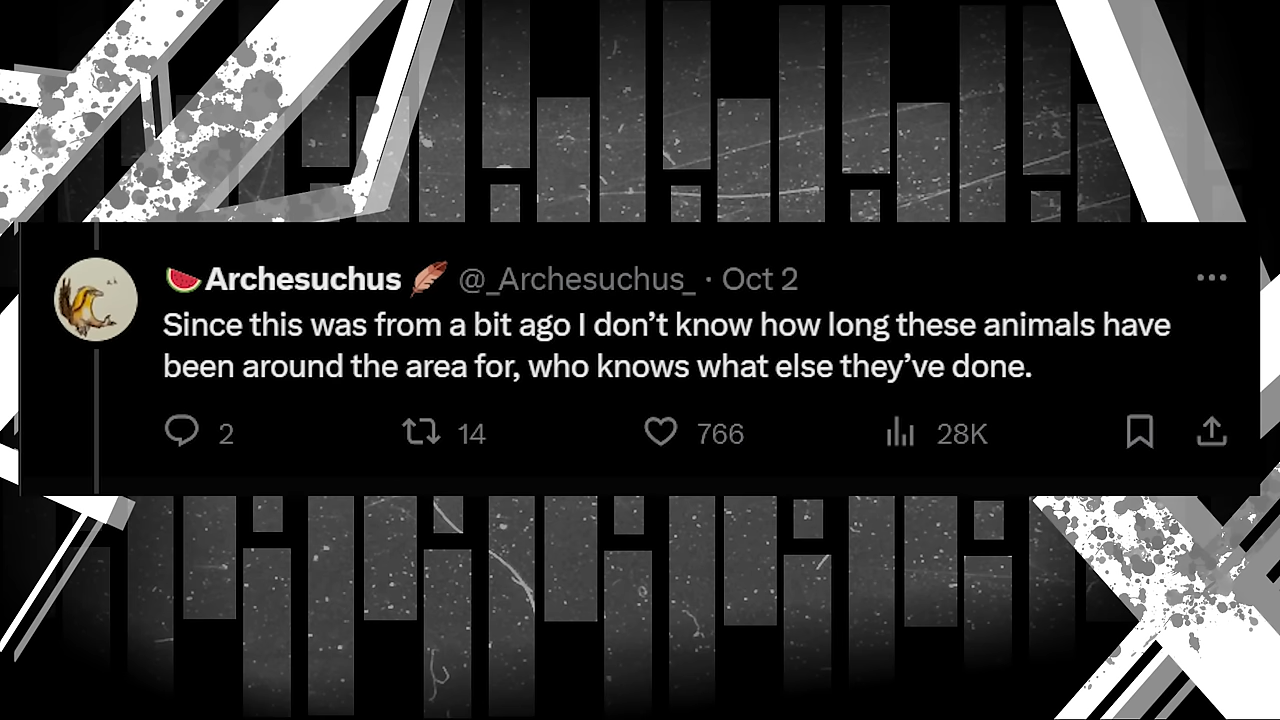 🍉Archesuchus 🪶 @_Archesuchus_ · Oct 2
Since this was from a bit ago I don’t know how long these animals have
been around the area for, who knows what else they’ve done.
2 14 766 28K